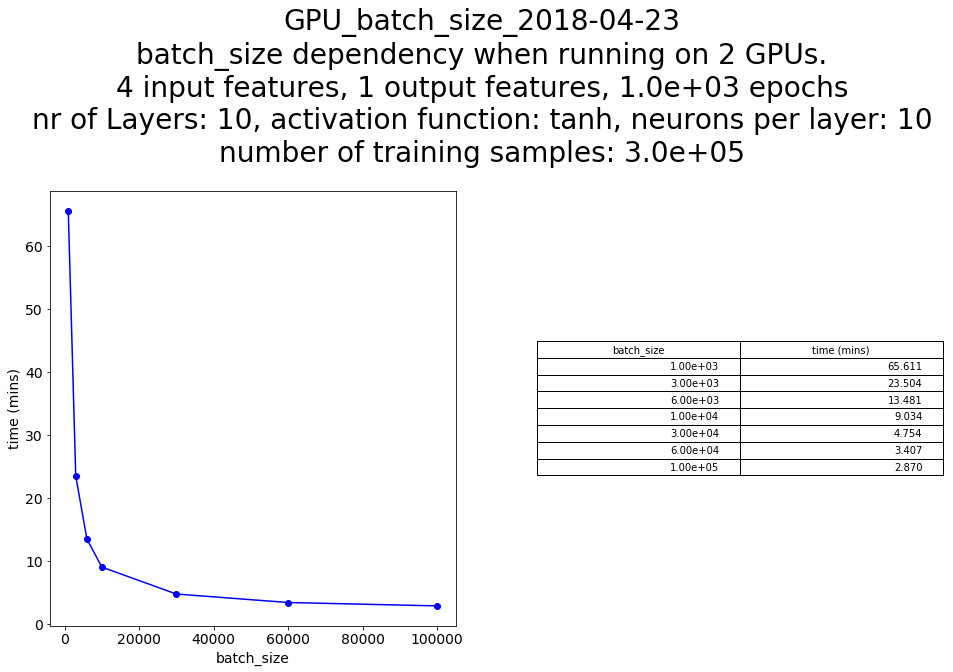 GPU_batch_size_2018-04-23
batch_size dependency when running on 2 GPUs.
4 input features, 1 output features, 1.0e+03 epochs
nr of Layers: 10, activation function: tanh, neurons per layer: 10
number of training samples: 3.0e+05
60
50
40
30
20
10
0
time (mins)
0 20000 40000 60000 80000 100000
batch_size
batch_size time (mins)
1.00e+03 65.611
3.00e+03 23.504
6.00e+03 13.481
1.00e+04 9.034
3.00e+04 4.754
6.00e+04 3.407
1.00e+05 2.870